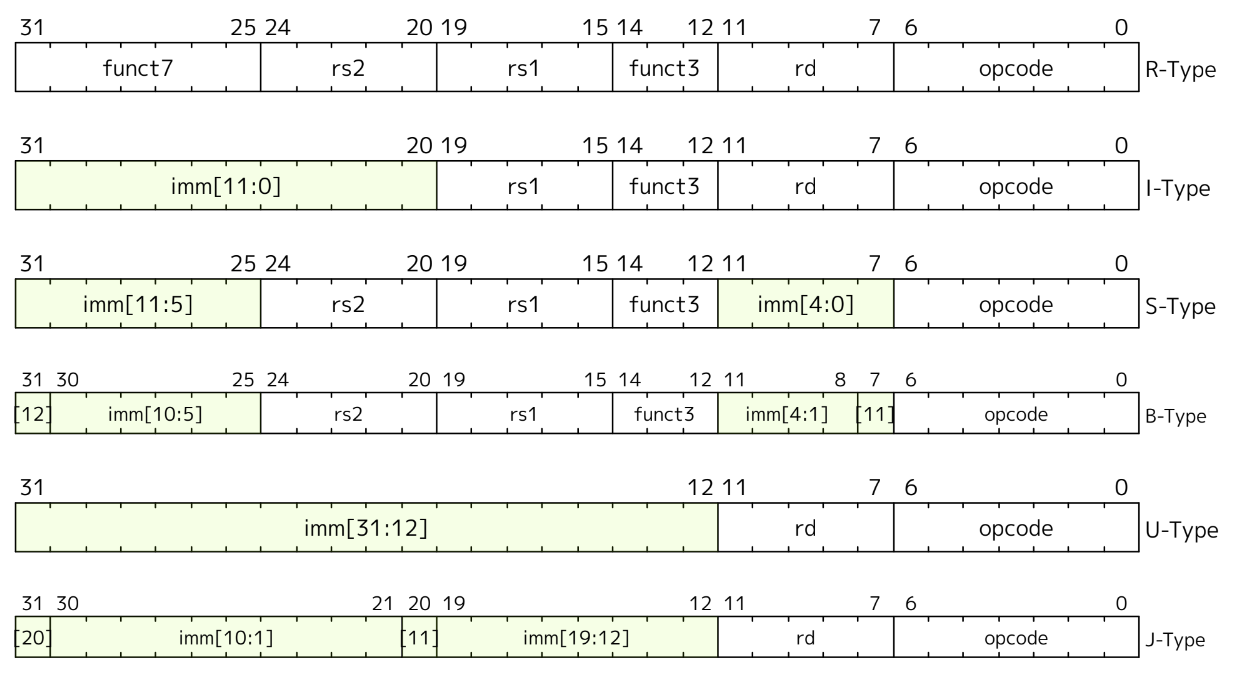 31 25 24 20 19 15 14 12 11 7 6 0
funct7 rs2 rs1 funct3 rd opcode R-Type
31 20 19 15 14 12 11 7 6 0
imm[11:0] rs1 funct3 rd opcode I-Type
31 25 24 20 19 15 14 12 11 7 6 0
imm[11:5] rs2 rs1 funct3 imm[4:0] opcode S-Type
31 30 25 24 20 19 15 14 12 11 8 7 6 0
[12] imm[10:5] rs2 rs1 funct3 imm[4:1] [11] opcode B-Type
31 12 11 7 6 0
imm[31:12] rd opcode U-Type
31 30 21 20 19 12 11 7 6 0
[20] imm[10:1] [11] imm[19:12] rd opcode J-Type